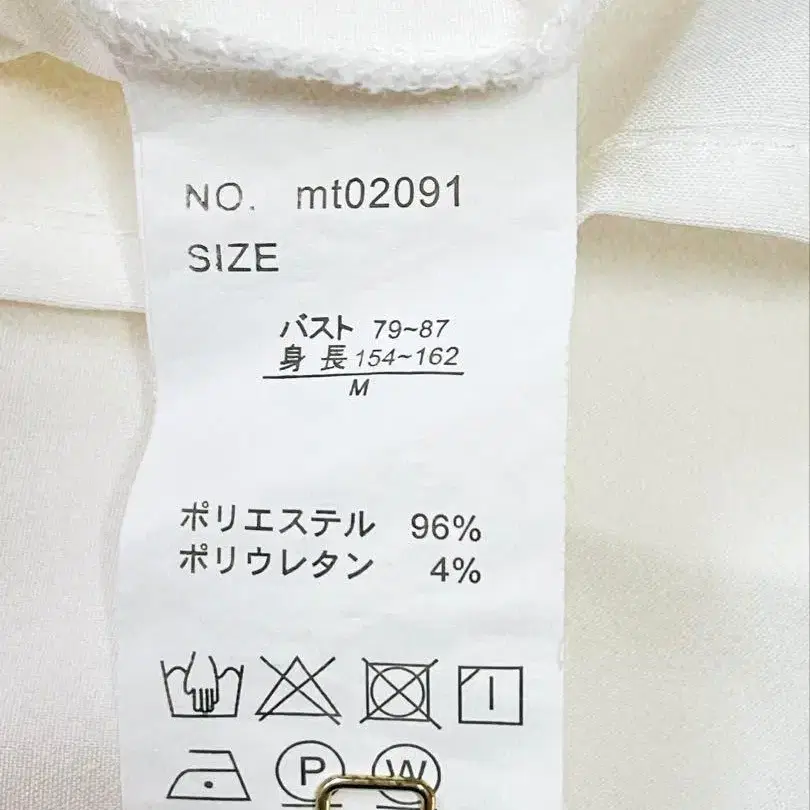 NO. mt02091
SIZE
バスト 79~87
身 長 154~162
M
ポリエステル 96%
ポリウレタン 4%
P W